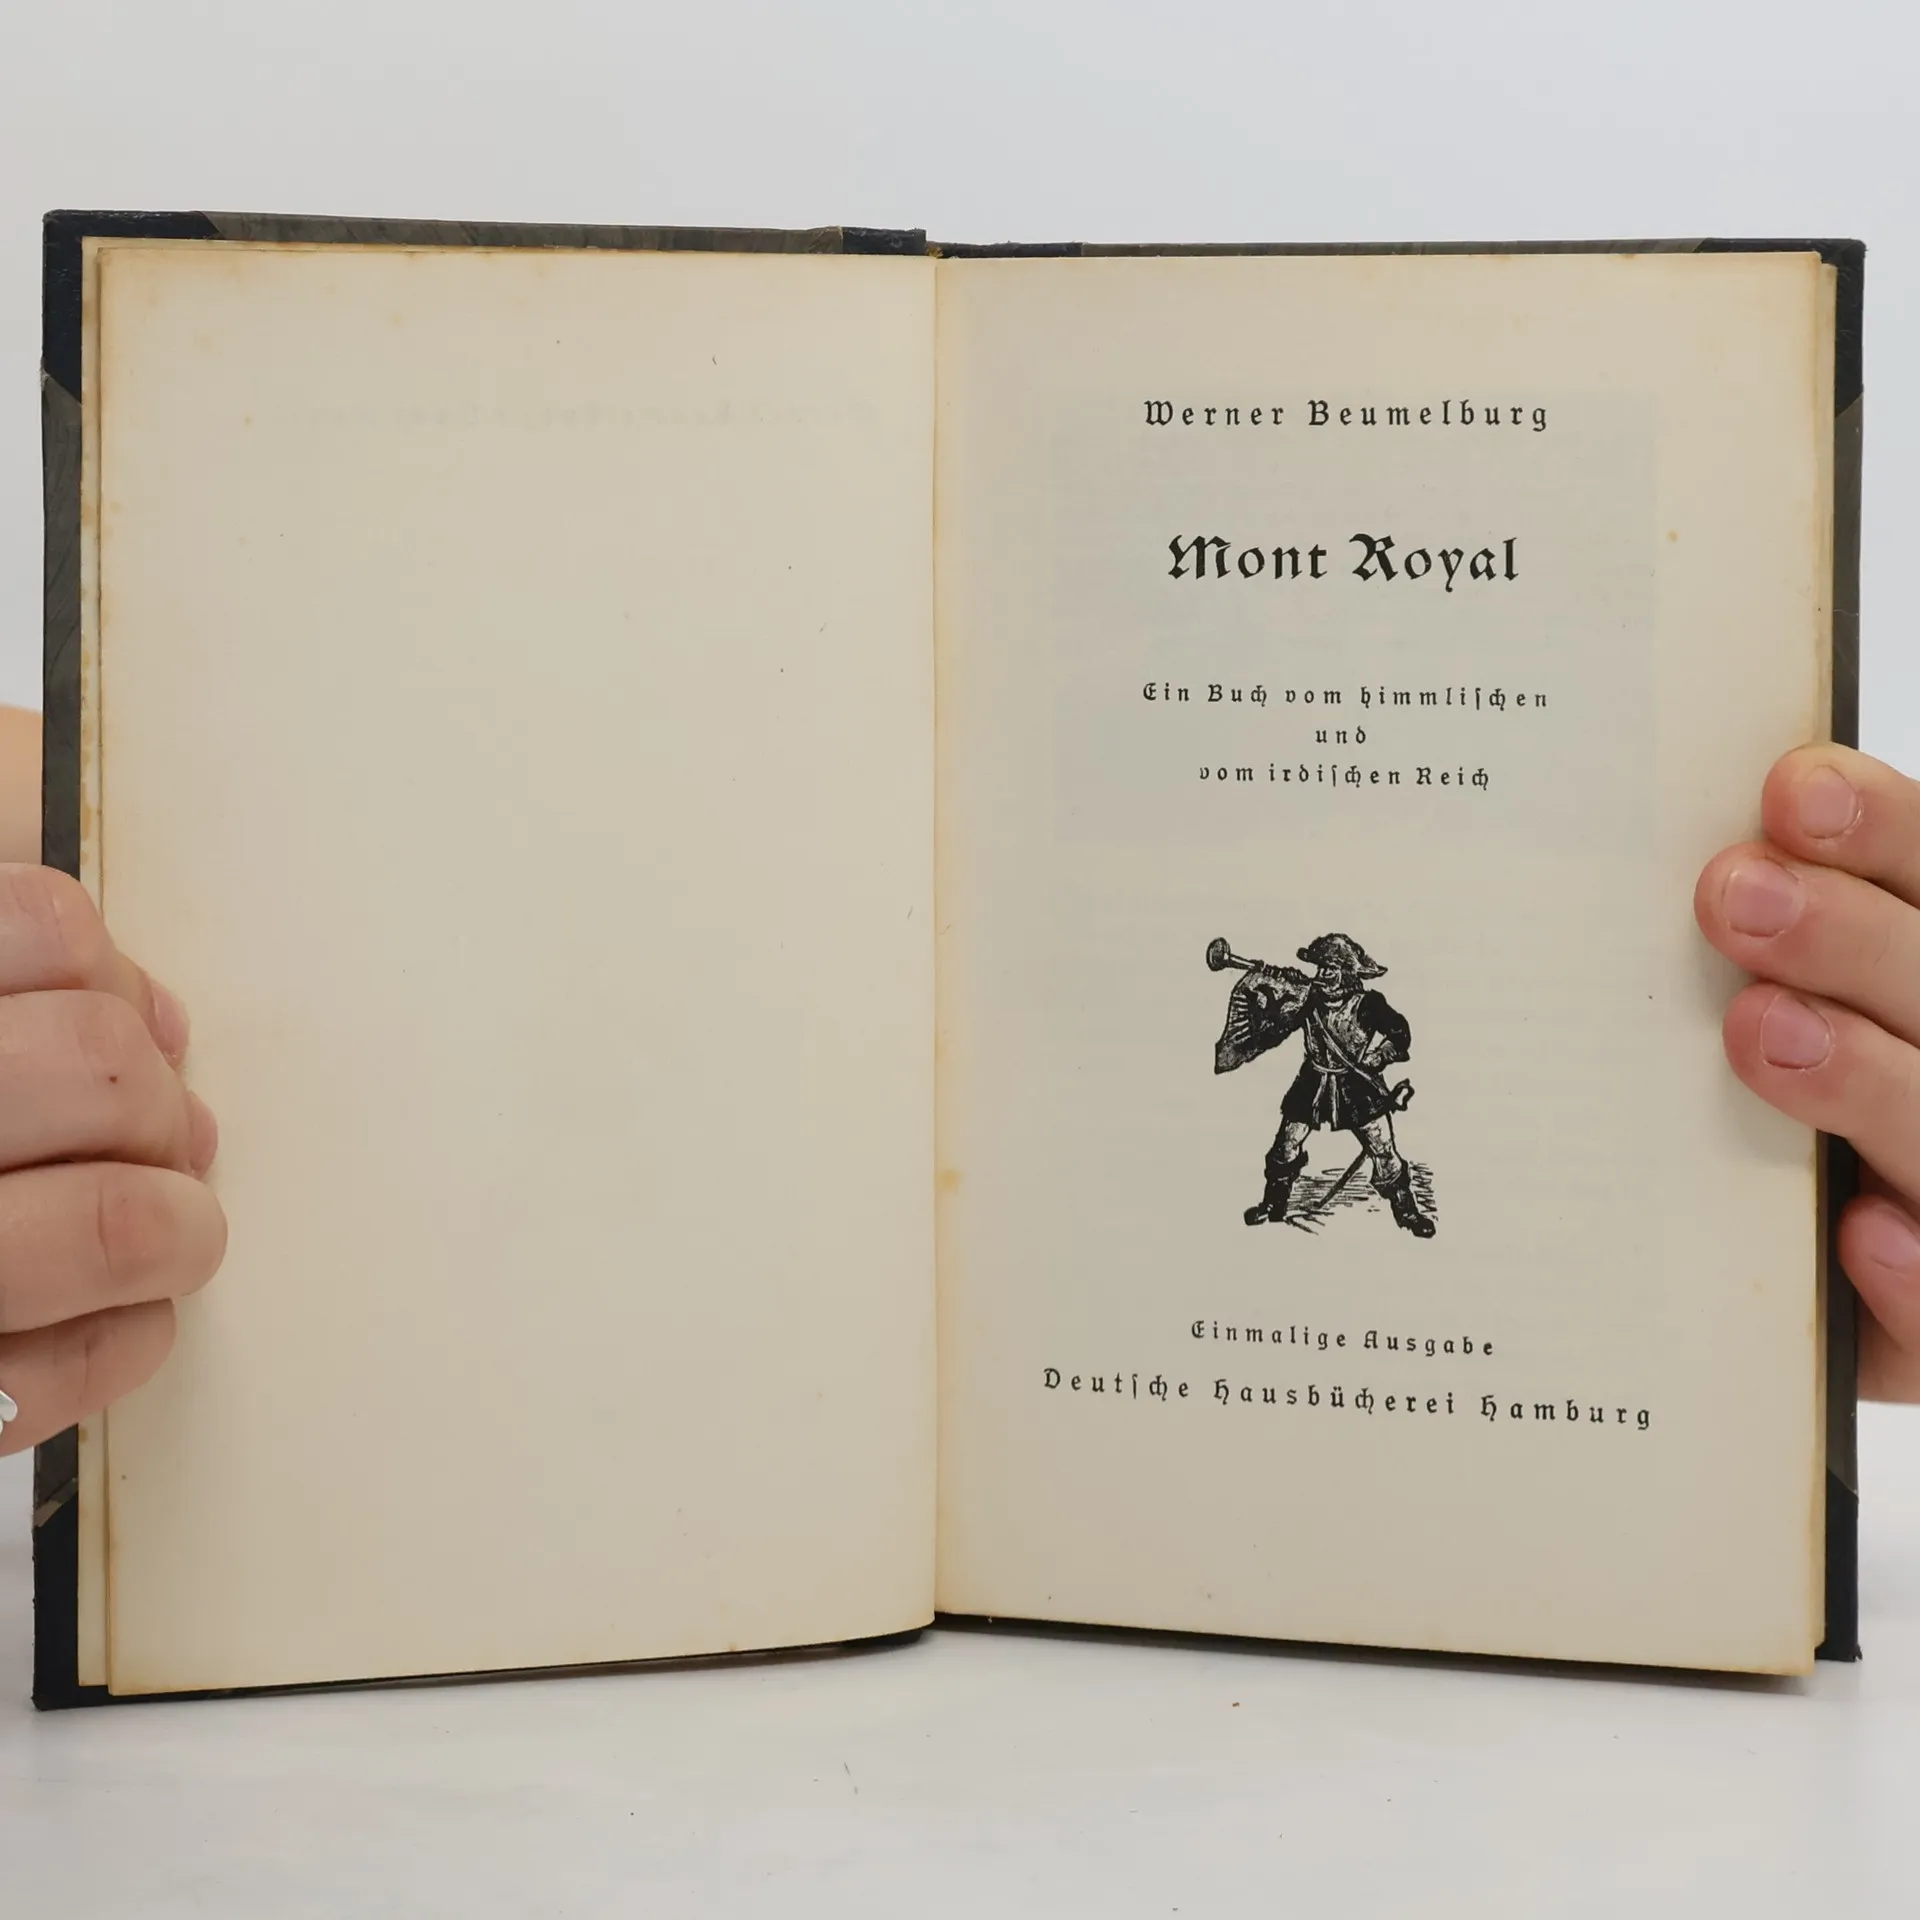 Werner Beumelburg
Mont Royal
Ein Buch vom himmliſchen
und
vom irdiſchen Reich
Einmalige Ausgabe
Deutſche Hausbücherei Hamburg